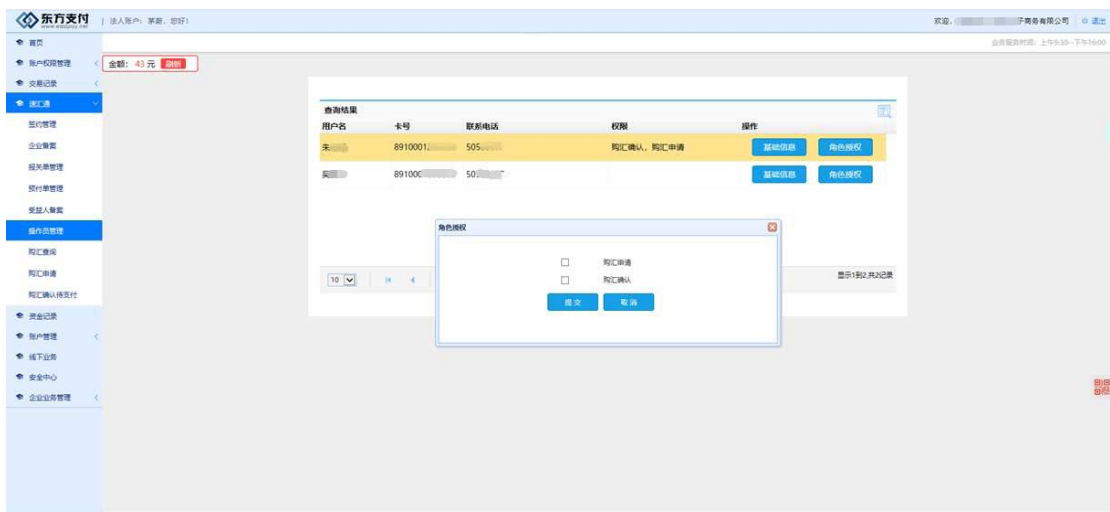 东方支付 | 法人账户: 茅新, 您好!
www.easipay.net
欢迎, 子商务有限公司 退出
业务服务时间: 上午9:30--下午16:00
首页
账户权限管理
金额: 43 元 刷新
交易记录
速汇通
签约管理
企业备案
报关单管理
预付单管理
受益人备案
操作员管理
购汇查询
购汇申请
购汇确认待支付
资金记录
账户管理
线下业务
安全中心
企业业务管理
查询结果
用户名 卡号 联系电话 权限 操作
朱 8910001 505 购汇确认, 购汇申请 基础信息 角色授权
891000 50 基础信息 角色授权
角色授权
购汇申请
购汇确认
提 交 取 消
10
显示1到2,共2记录